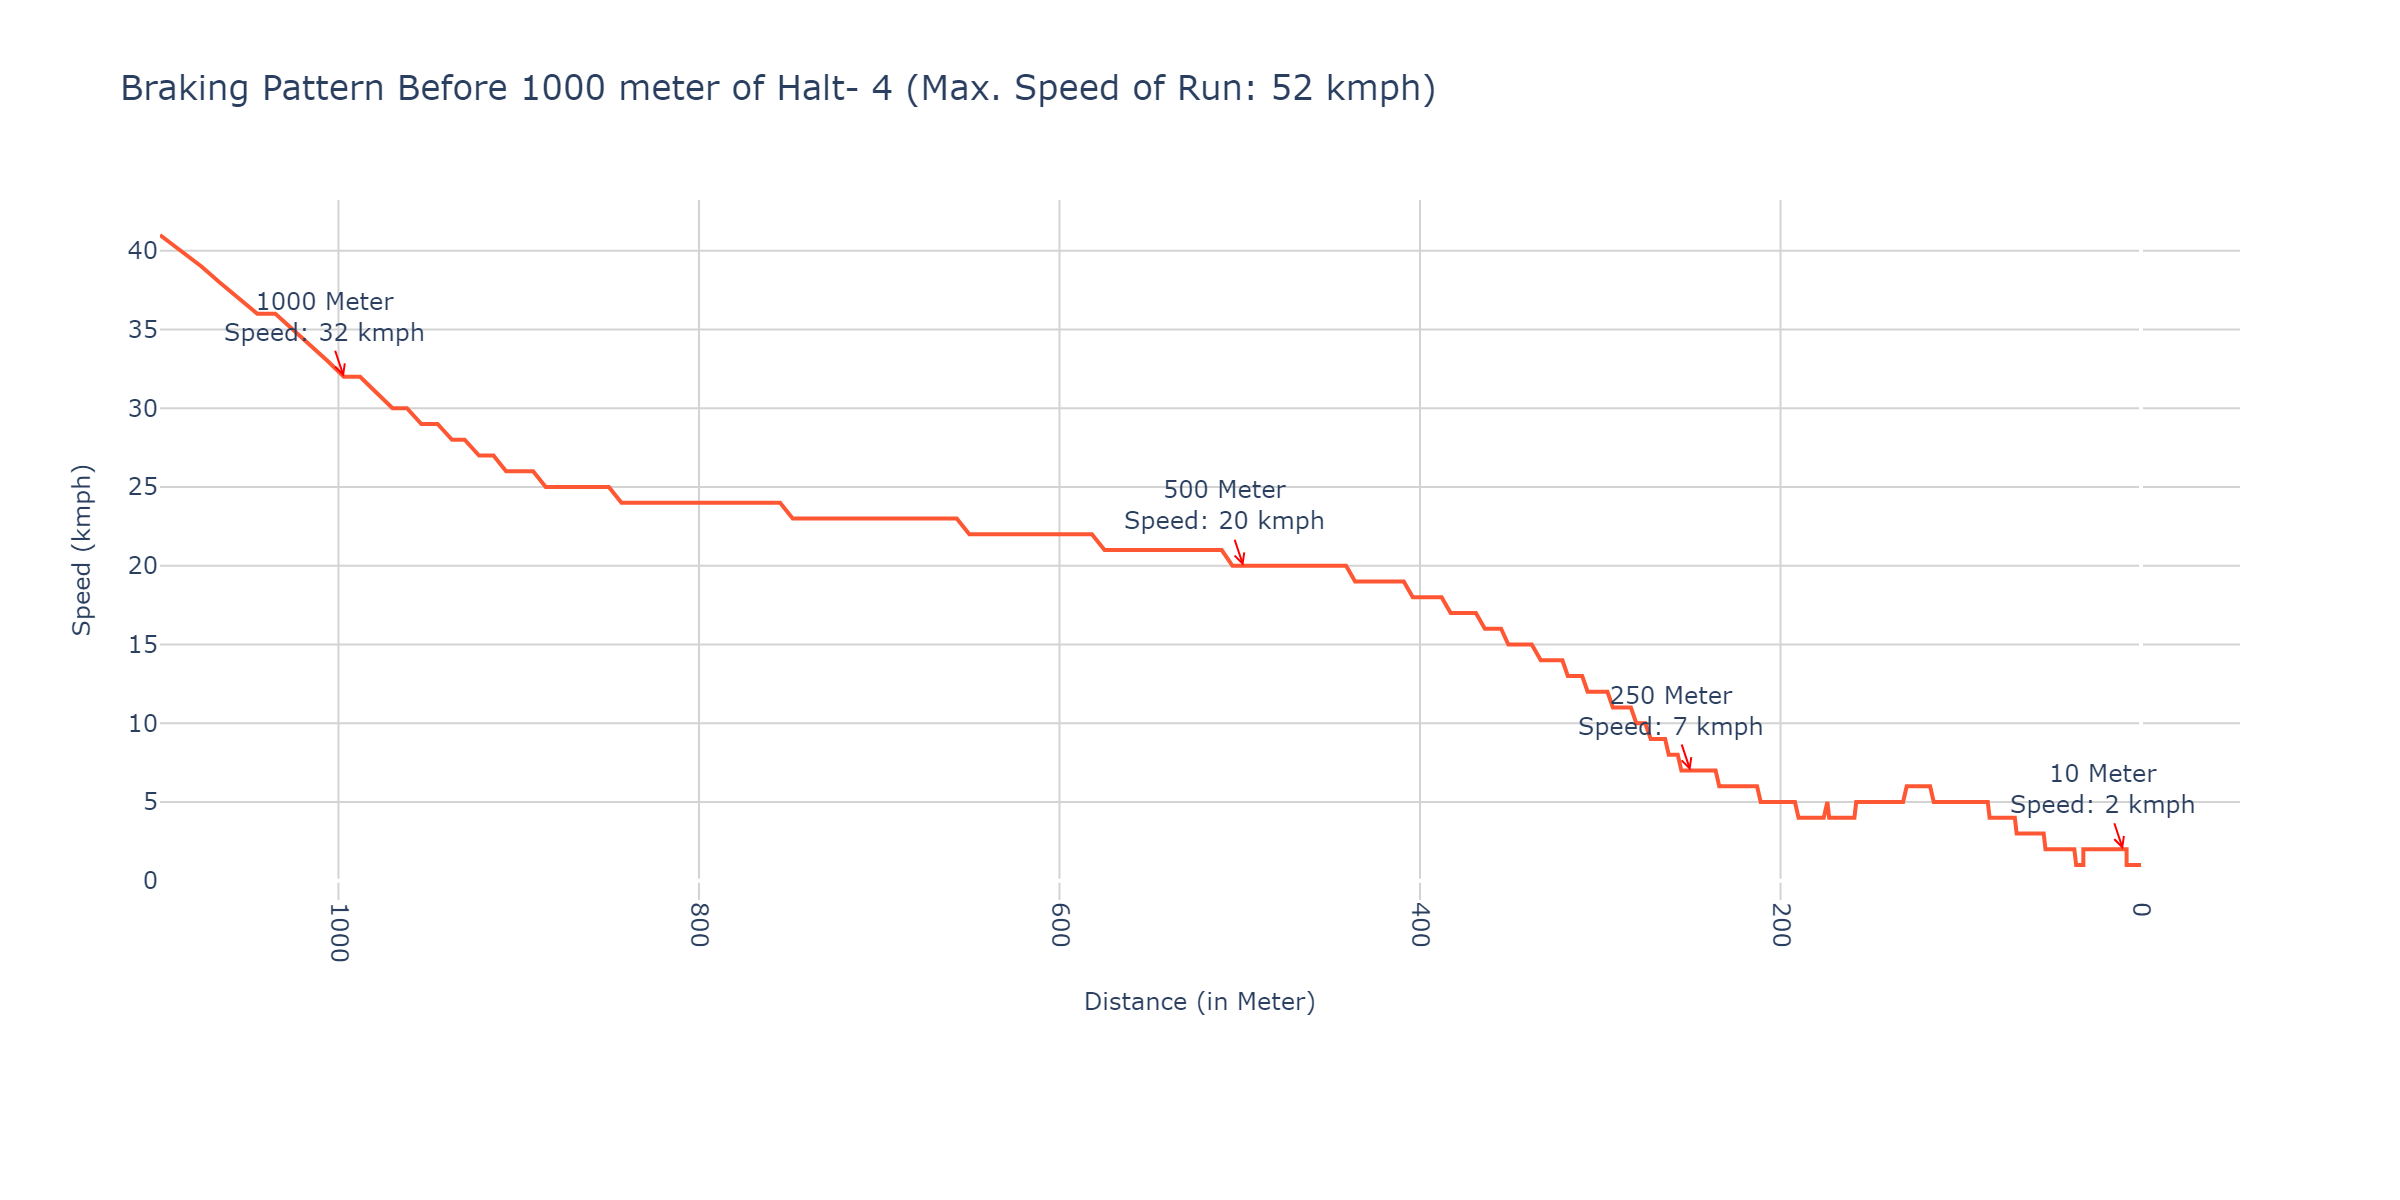 Braking Pattern Before 1000 meter of Halt- 4 (Max. Speed of Run: 52 kmph)
40
35
30
25
20
15
10
5
0
Speed (kmph)
1000 Meter
Speed: 32 kmph
500 Meter
Speed: 20 kmph
250 Meter
Speed: 7 kmph
10 Meter
Speed: 2 kmph
1000
800
600
400
200
0
Distance (in Meter)